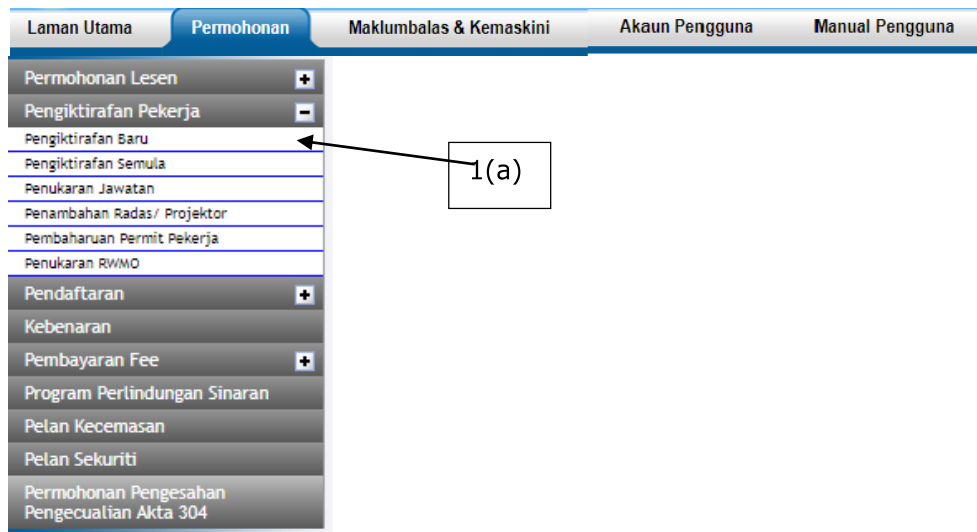 Laman Utama Permohonan Maklumbalas & Kemaskini Akaun Pengguna Manual Pengguna
Permohonan Lesen
Pengiktirafan Pekerja
Pengiktirafan Baru
Pengiktirafan Semula
Penukaran Jawatan
Penambahan Radas/ Projektor
Pembaharuan Permit Pekerja
Penukaran RWMO
Pendaftaran
Kebenaran
Pembayaran Fee
Program Perlindungan Sinaran
Pelan Kecemasan
Pelan Sekuriti
Permohonan Pengesahan
Pengecualian Akta 304
1(a)